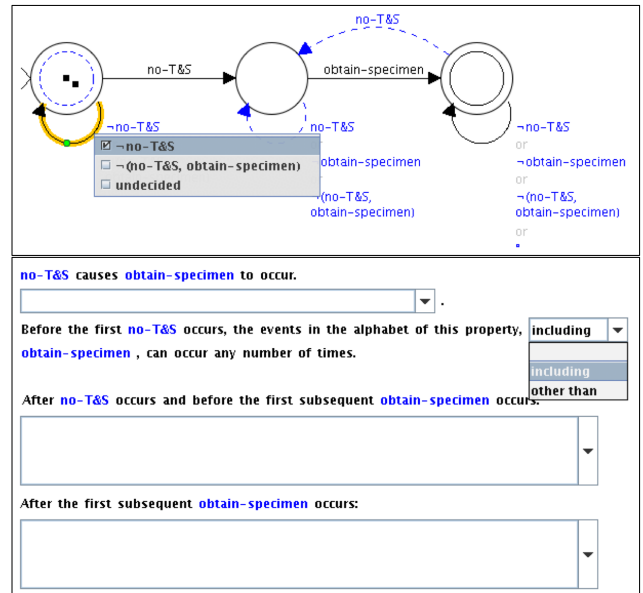 no-T&S
no-T&S
obtain-specimen
¬no-T&S
no-T&S
¬no-T&S
or
☑ ¬no-T&S
obtain-specimen
¬obtain-specimen
or
¬(no-T&S, obtain-specimen)
undecided
¬(no-T&S,
obtain-specimen)
¬(no-T&S,
obtain-specimen)
or
no-T&S causes obtain-specimen to occur.
.
Before the first no-T&S occurs, the events in the alphabet of this property, including
obtain-specimen , can occur any number of times.
including
other than
After no-T&S occurs and before the first subsequent obtain-specimen occurs:
After the first subsequent obtain-specimen occurs: